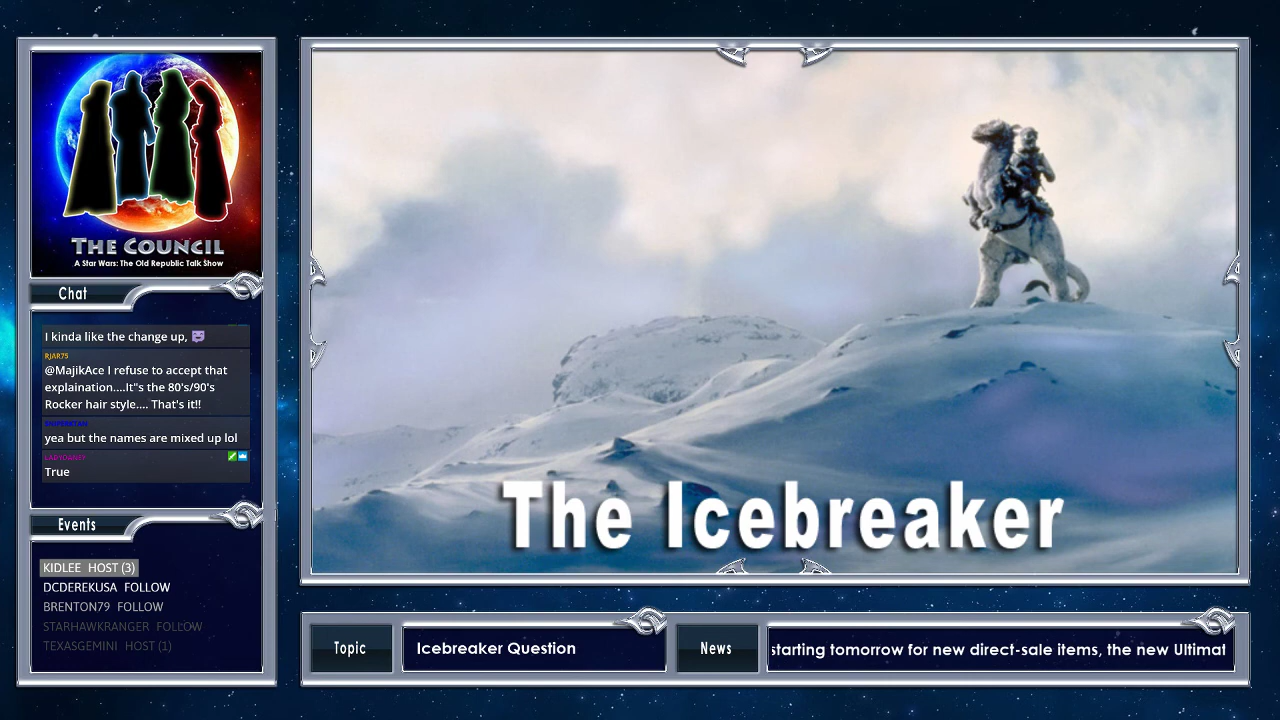 THE COUNCIL
A Star Wars: The Old Republic Talk Show
Chat
I kinda like the change up,
RJAR75
@MajikAce I refuse to accept that
explaination....It"s the 80's/90's
Rocker hair style.... That's it!!
yea but the names are mixed up lol
True
Events
KIDLEE HOST (3)
DCDEREKUSA FOLLOW
BRENTON79 FOLLOW
STARHAWKRANGER FOLLOW
TEXASGEMINI HOST (1)
The Icebreaker
Topic
Icebreaker Question
News
starting tomorrow for new direct-sale items, the new Ultimat